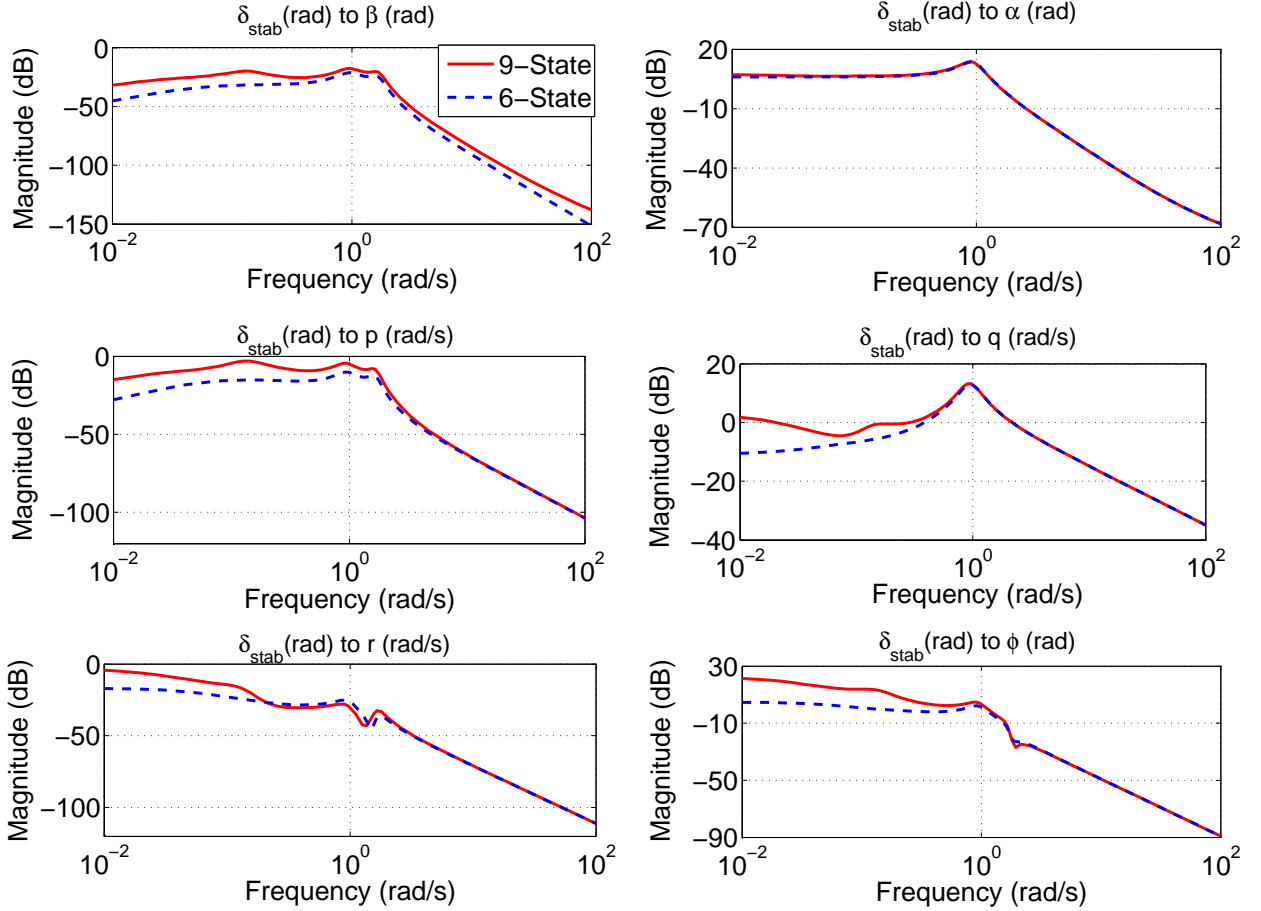 δstab(rad) to β (rad)
Magnitude (dB)
0
−50
−100
−150
10−2
100
102
Frequency (rad/s)
9−State
6−State
δstab(rad) to α (rad)
Magnitude (dB)
20
−10
−40
−70
10−2
100
102
Frequency (rad/s)
δstab(rad) to p (rad/s)
Magnitude (dB)
0
−50
−100
10−2
100
102
Frequency (rad/s)
δstab(rad) to q (rad/s)
Magnitude (dB)
20
0
−20
−40
10−2
100
102
Frequency (rad/s)
δstab(rad) to r (rad/s)
Magnitude (dB)
0
−50
−100
10−2
100
102
Frequency (rad/s)
δstab(rad) to ϕ (rad)
Magnitude (dB)
30
−10
−50
−90
10−2
100
102
Frequency (rad/s)